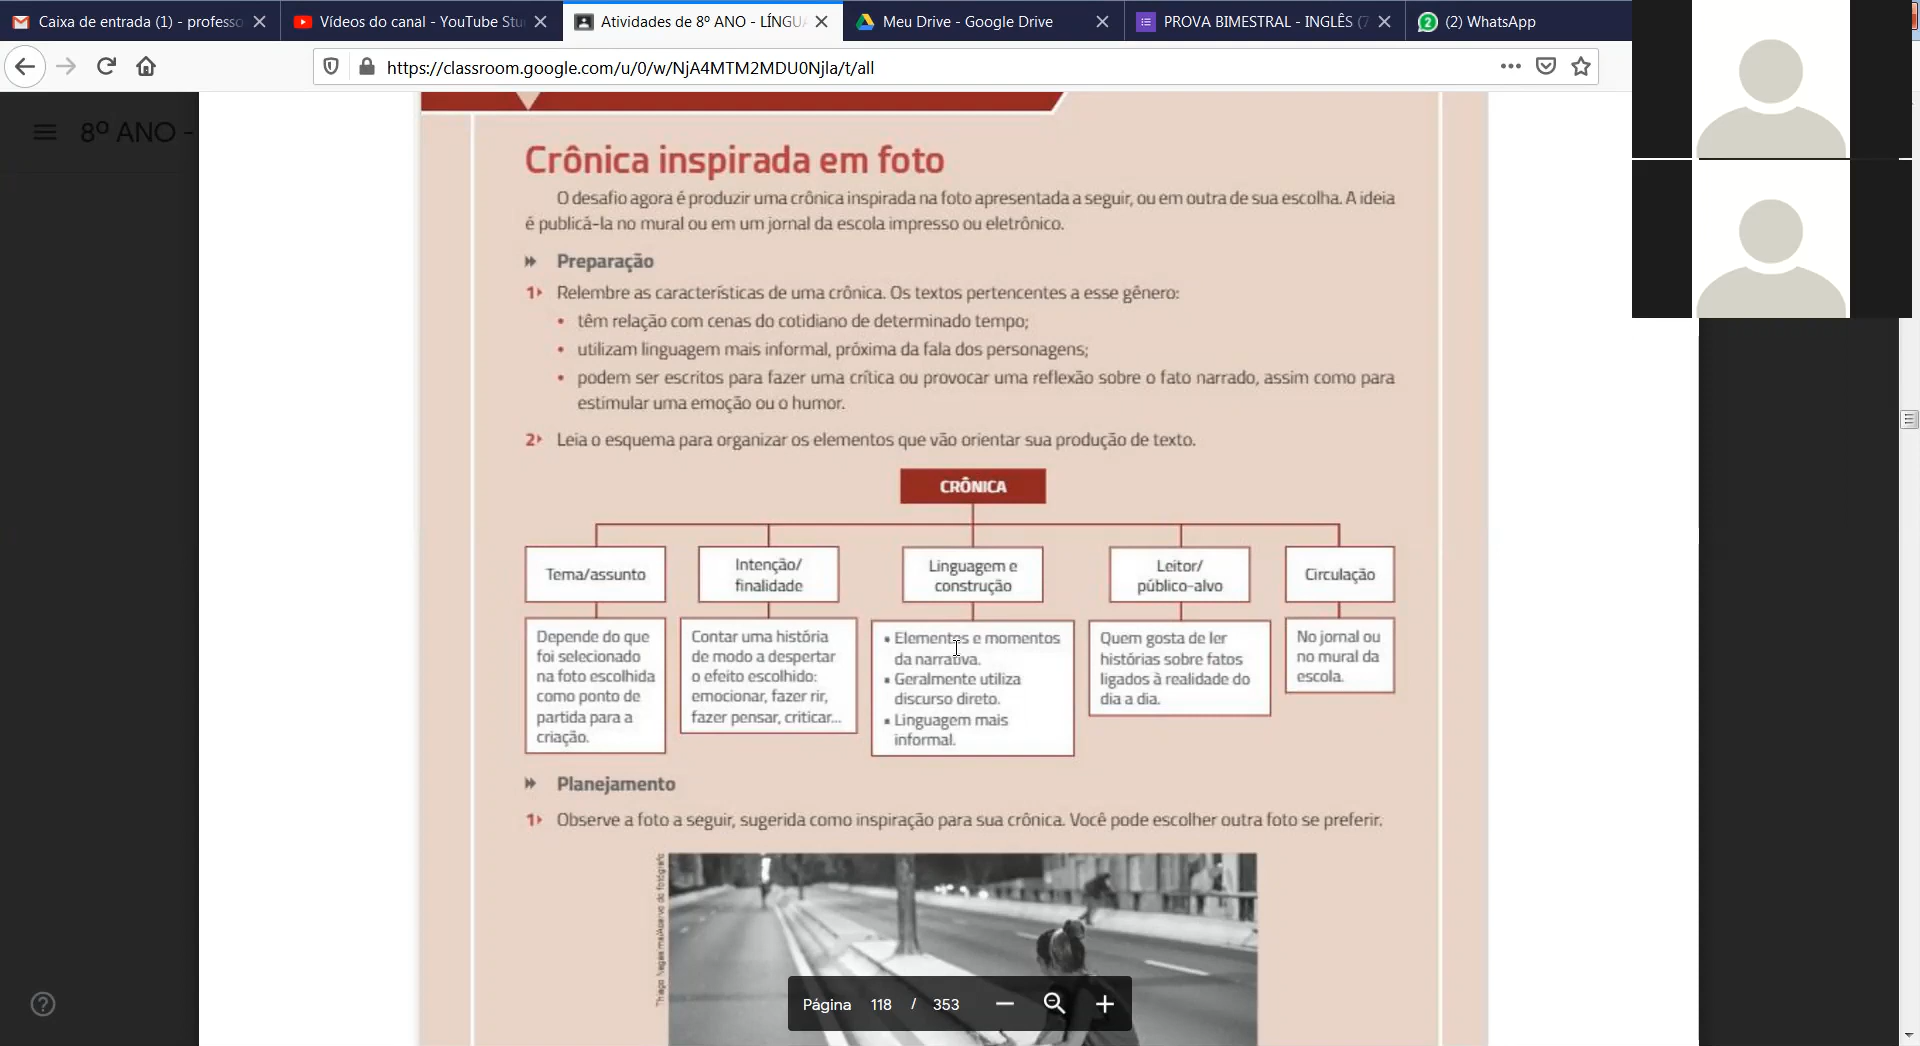 Caixa de entrada (1) - professo
Vídeos do canal - YouTube Stu
Atividades de 8º ANO - LÍNGUA
Meu Drive - Google Drive
PROVA BIMESTRAL - INGLÊS (7
(2) WhatsApp
https://classroom.google.com/u/0/w/NjA4MTM2MDU0Njla/t/all
8º ANO -
Crônica inspirada em foto
O desafio agora é produzir uma crônica inspirada na foto apresentada a seguir, ou em outra de sua escolha. A ideia
é publicá-la no mural ou em um jornal da escola impresso ou eletrônico.
Preparação
1 Relembre as características de uma crônica. Os textos pertencentes a esse gênero:
• têm relação com cenas do cotidiano de determinado tempo;
• utilizam linguagem mais informal, próxima da fala dos personagens;
• podem ser escritos para fazer uma crítica ou provocar uma reflexão sobre o fato narrado, assim como para
estimular uma emoção ou o humor.
2 Leia o esquema para organizar os elementos que vão orientar sua produção de texto.
CRÔNICA
Tema/assunto
Depende do que
foi selecionado
na foto escolhida
como ponto de
partida para a
criação.
Intenção/
finalidade
Contar uma história
de modo a despertar
o efeito escolhido:
emocionar, fazer rir,
fazer pensar, criticar...
Linguagem e
construção
▪ Elementos e momentos
da narrativa.
▪ Geralmente utiliza
discurso direto.
▪ Linguagem mais
informal.
Leitor/
público-alvo
Quem gosta de ler
histórias sobre fatos
ligados à realidade do
dia a dia.
Circulação
No jornal ou
no mural da
escola.
Planejamento
1 Observe a foto a seguir, sugerida como inspiração para sua crônica. Você pode escolher outra foto se preferir.
Página 118 / 353